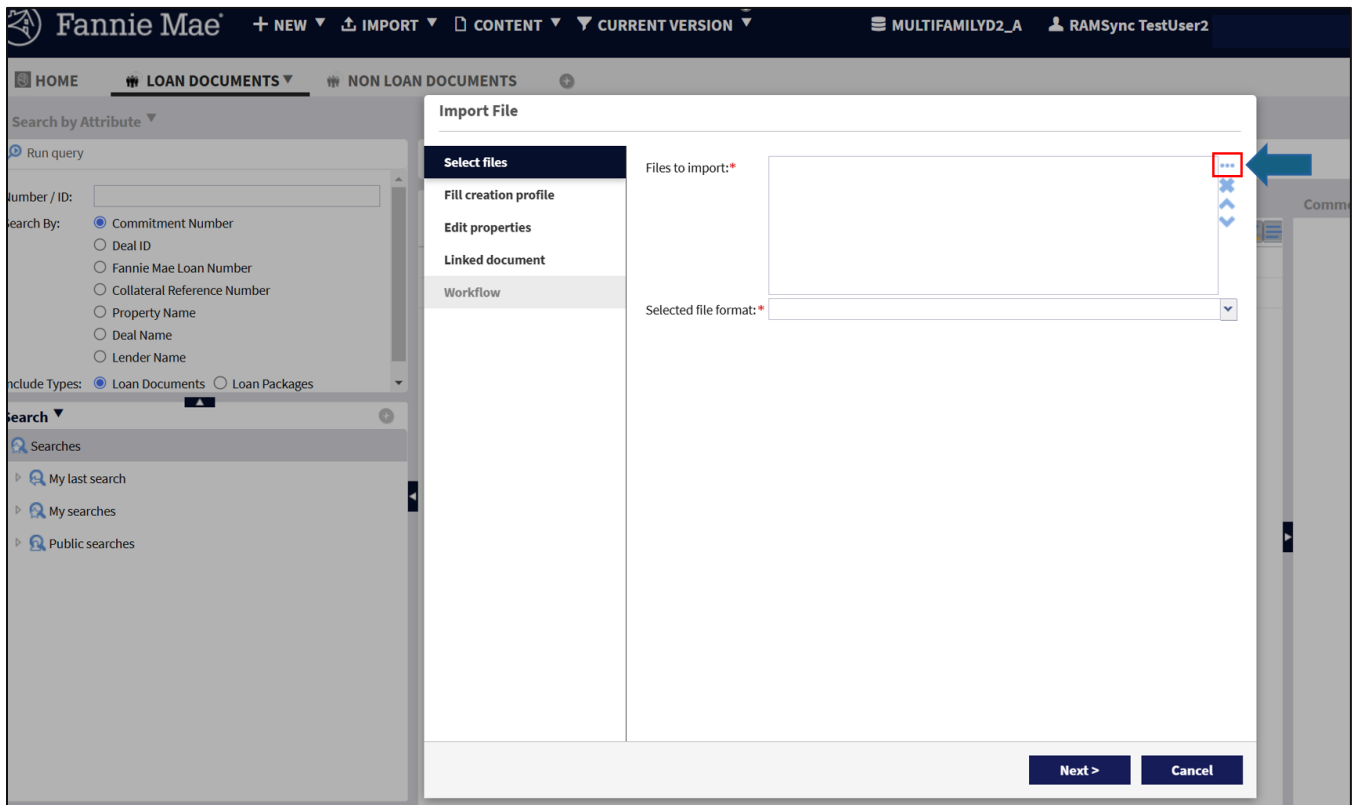 Fannie Mae
NEW IMPORT CONTENT CURRENT VERSION MULTIFAMILYD2_A RAMSync TestUser2
HOME LOAN DOCUMENTS NON LOAN DOCUMENTS
Search by Attribute
Run query
Number / ID:
Search By: Commitment Number
Deal ID
Fannie Mae Loan Number
Collateral Reference Number
Property Name
Deal Name
Lender Name
nclude Types: Loan Documents Loan Packages
Search
Searches
My last search
My searches
Public searches
Import File
Select files
Fill creation profile
Edit properties
Linked document
Workflow
Files to import:*
Selected file format:*
Next >
Cancel